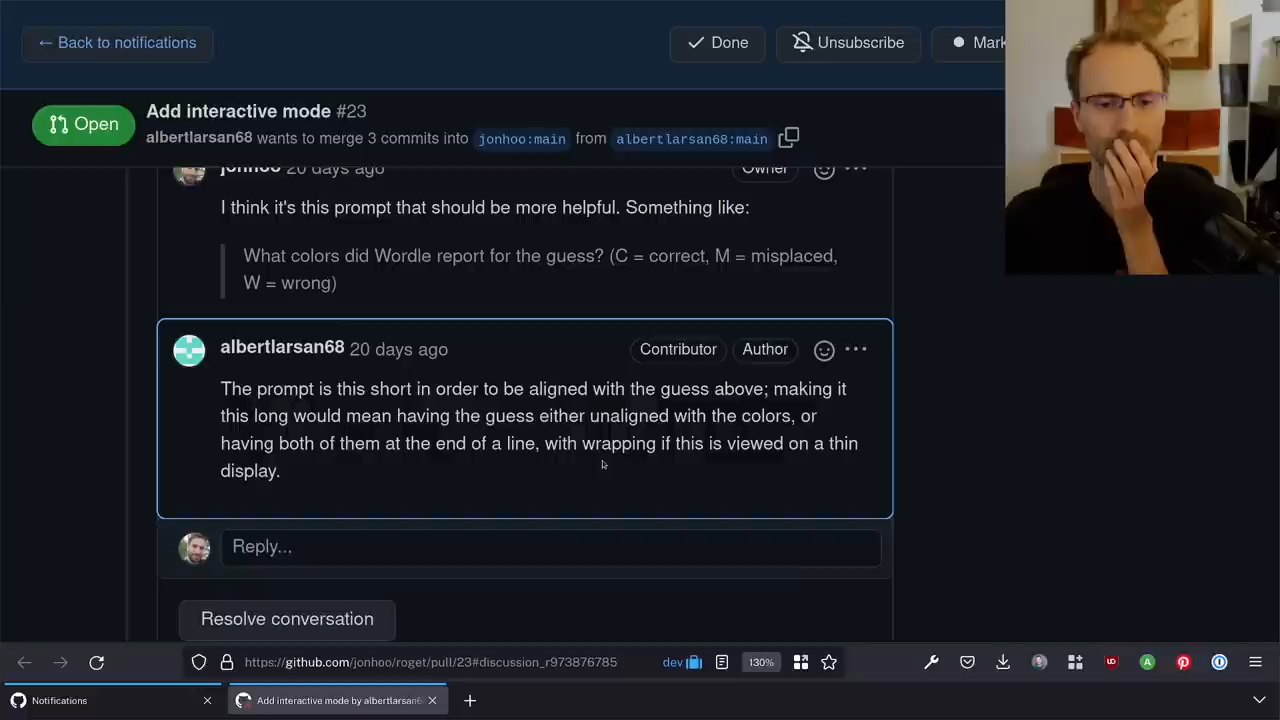 ← Back to notifications
Done
Unsubscribe
Mark
Open
Add interactive mode #23
albertlarsan68 wants to merge 3 commits into jonhoo:main from albertlarsan68:main
jonhoo 20 days ago
Owner
I think it's this prompt that should be more helpful. Something like:
What colors did Wordle report for the guess? (C = correct, M = misplaced,
W = wrong)
albertlarsan68 20 days ago
Contributor
Author
The prompt is this short in order to be aligned with the guess above; making it
this long would mean having the guess either unaligned with the colors, or
having both of them at the end of a line, with wrapping if this is viewed on a thin
display.
Reply...
Resolve conversation
https://github.com/jonhoo/roget/pull/23#discussion_r973876785
dev
130%
Notifications
Add interactive mode by albertlarsan6